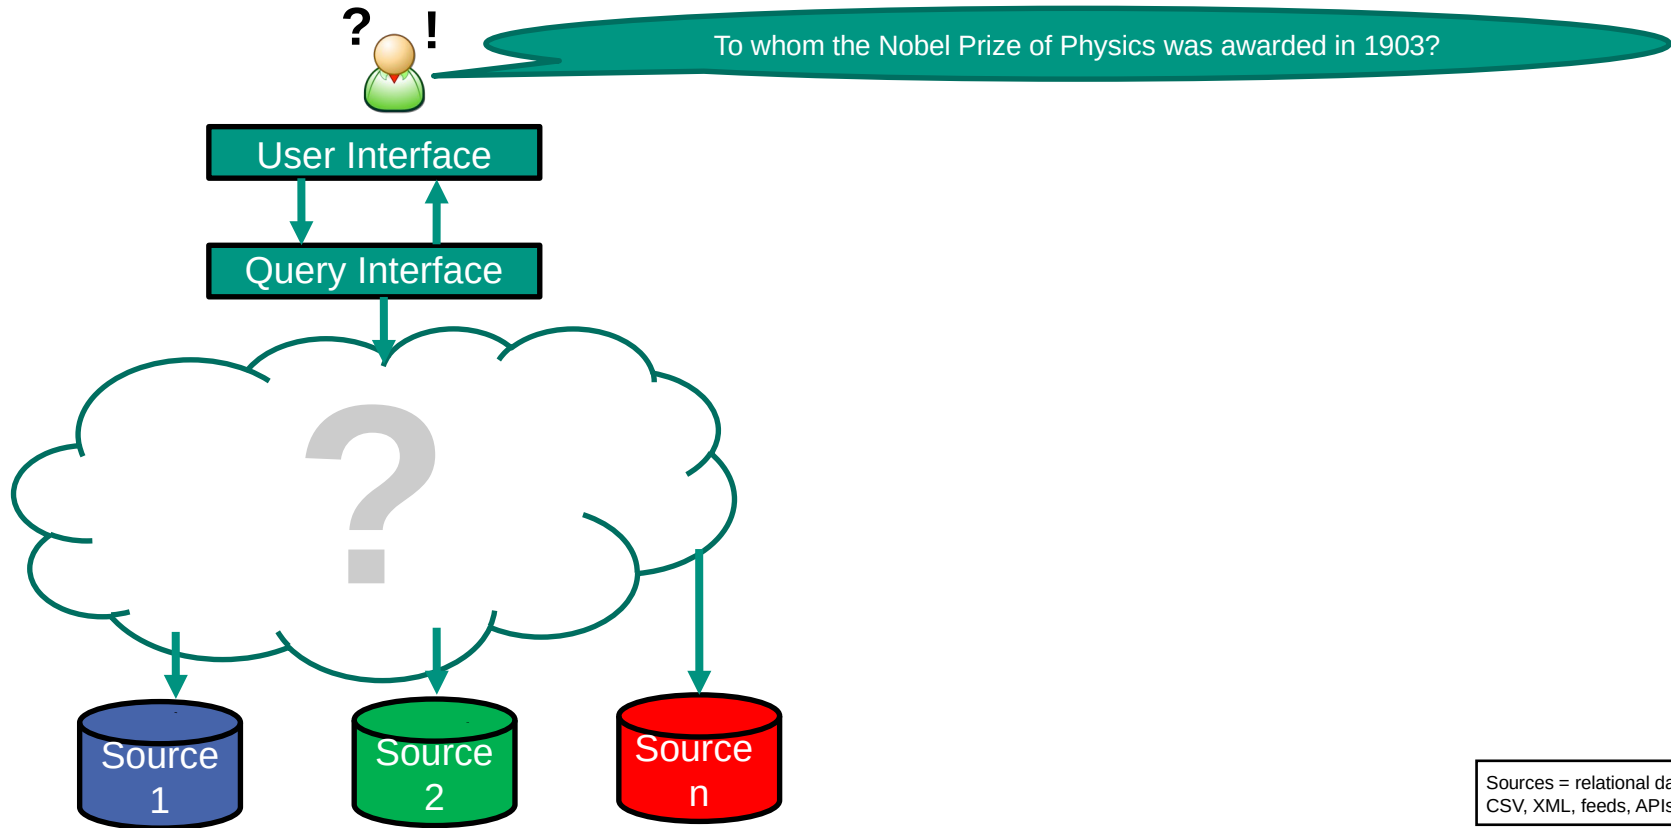 ? !
To whom the Nobel Prize of Physics was awarded in 1903?
User Interface
Query Interface
?
Source
1
Source
2
Source
n
Sources = relational da
CSV, XML, feeds, APIs